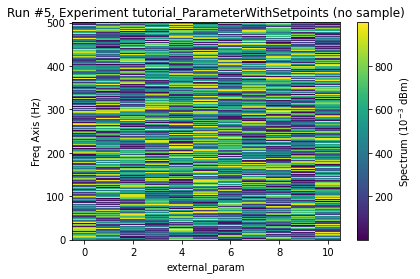 Run #5, Experiment tutorial_ParameterWithSetpoints (no sample)
500
400
300
200
100
0
Freq Axis (Hz)
0 2 4 6 8 10
external_param
800
600
400
200
Spectrum (10⁻³ dBm)